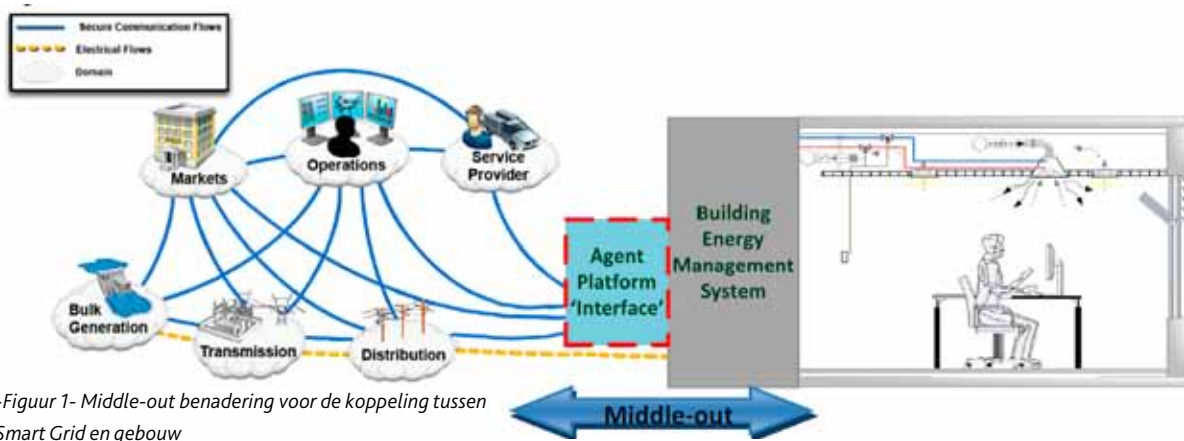 Secure Communication Flows
Electrical Flows
Domain
Markets
Operations
Service
Provider
Bulk
Generation
Transmission
Distribution
Agent
Platform
'Interface'
Building
Energy
Management
System
Middle-out
-Figuur 1- Middle-out benadering voor de koppeling tussen
Smart Grid en gebouw